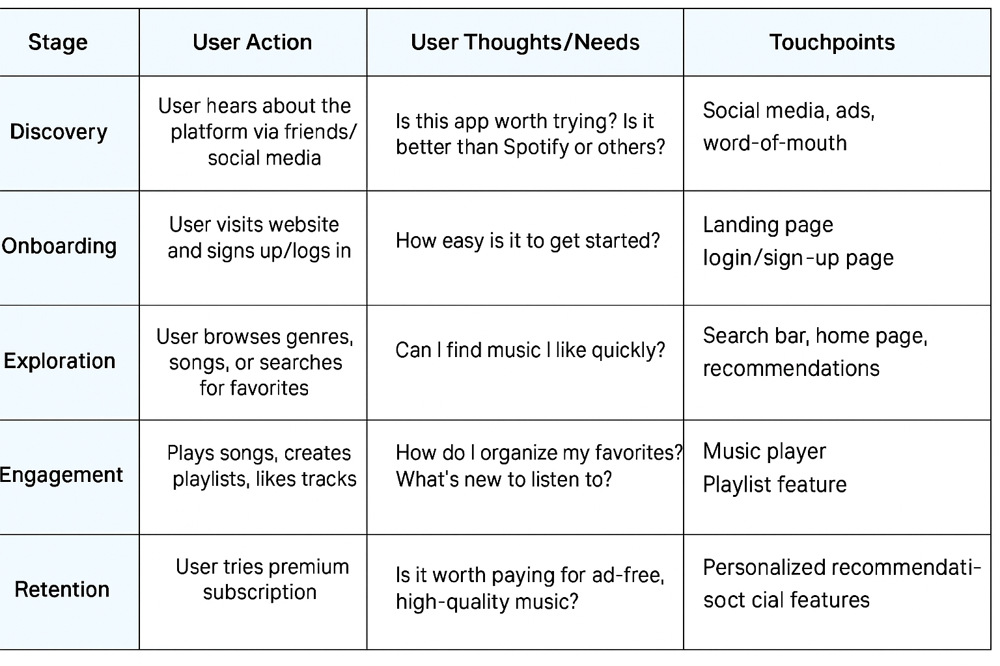 Stage
User Action
User Thoughts/Needs
Touchpoints
Discovery
User hears about the
platform via friends/
social media
Is this app worth trying? Is it
better than Spotify or others?
Social media, ads,
word-of-mouth
Onboarding
User visits website
and signs up/logs in
How easy is it to get started?
Landing page
login/sign-up page
Exploration
User browses genres,
songs, or searches
for favorites
Can I find music I like quickly?
Search bar, home page,
recommendations
Engagement
Plays songs, creates
playlists, likes tracks
How do I organize my favorites?
What's new to listen to?
Music player
Playlist feature
Retention
User tries premium
subscription
Is it worth paying for ad-free,
high-quality music?
Personalized recommendati-
soct cial features